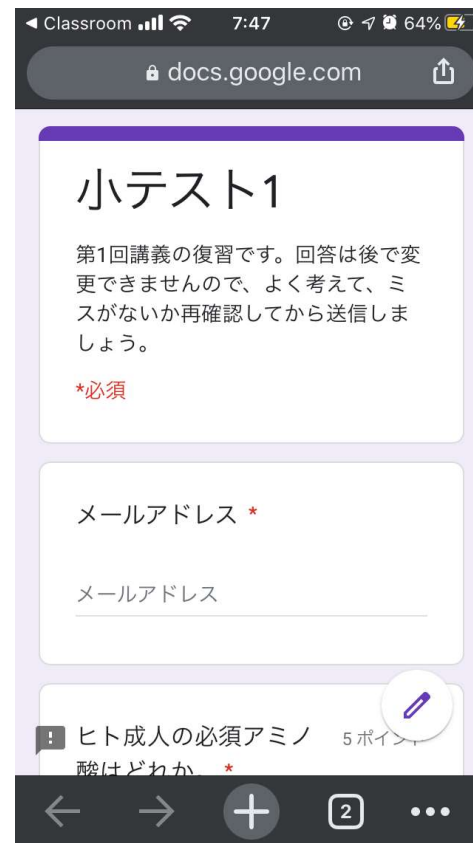 Classroom 7:47 64%
docs.google.com
小テスト1
第1回講義の復習です。回答は後で変
更できませんので、よく考えて、ミ
スがないか再確認してから送信しま
しょう。
*必須
メールアドレス *
メールアドレス
ヒト成人の必須アミノ 5 ポイント
酸はどれか。 *
2